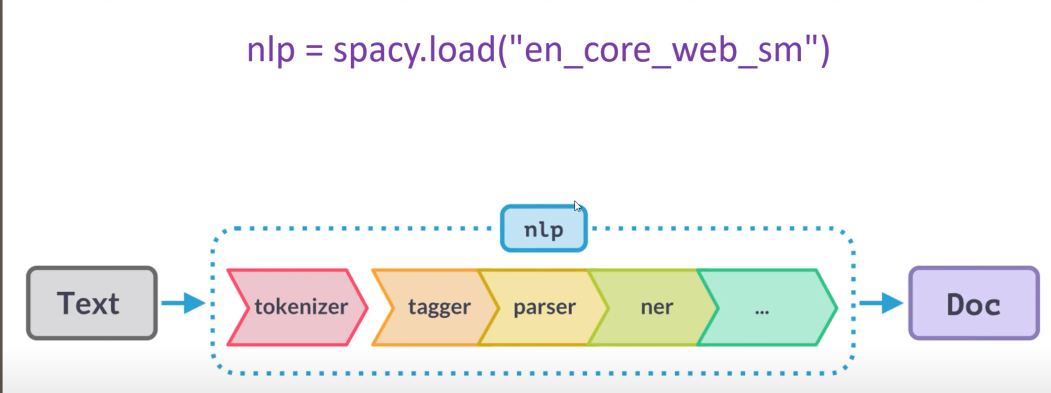 nlp = spacy.load("en_core_web_sm")
nlp
Text
tokenizer
tagger
parser
ner
...
Doc